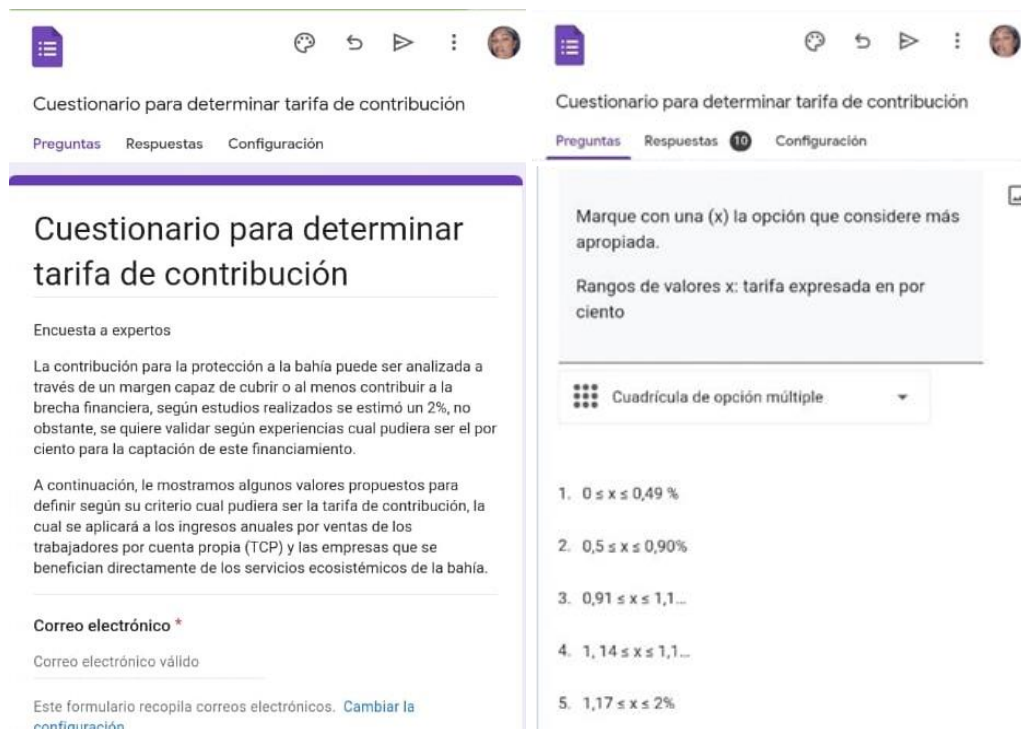 Cuestionario para determinar tarifa de contribución
Preguntas Respuestas Configuración
Cuestionario para determinar
tarifa de contribución
Encuesta a expertos
La contribución para la protección a la bahía puede ser analizada a
través de un margen capaz de cubrir o al menos contribuir a la
brecha financiera, según estudios realizados se estimó un 2%, no
obstante, se quiere validar según experiencias cual pudiera ser el por
ciento para la captación de este financiamiento.
A continuación, le mostramos algunos valores propuestos para
definir según su criterio cual pudiera ser la tarifa de contribución, la
cual se aplicará a los ingresos anuales por ventas de los
trabajadores por cuenta propia (TCP) y las empresas que se
benefician directamente de los servicios ecosistémicos de la bahía.
Correo electrónico *
Correo electrónico válido
Este formulario recopila correos electrónicos. Cambiar la
configuración
Cuestionario para determinar tarifa de contribución
Preguntas Respuestas 10 Configuración
Marque con una (x) la opción que considere más
apropiada.
Rangos de valores x: tarifa expresada en por
ciento
Cuadrícula de opción múltiple
1. 0 ≤ x ≤ 0,49 %
2. 0,5 ≤ x ≤ 0,90%
3. 0,91 ≤ x ≤ 1,1...
4. 1, 14 ≤ x ≤ 1,1...
5. 1,17 ≤ x ≤ 2%